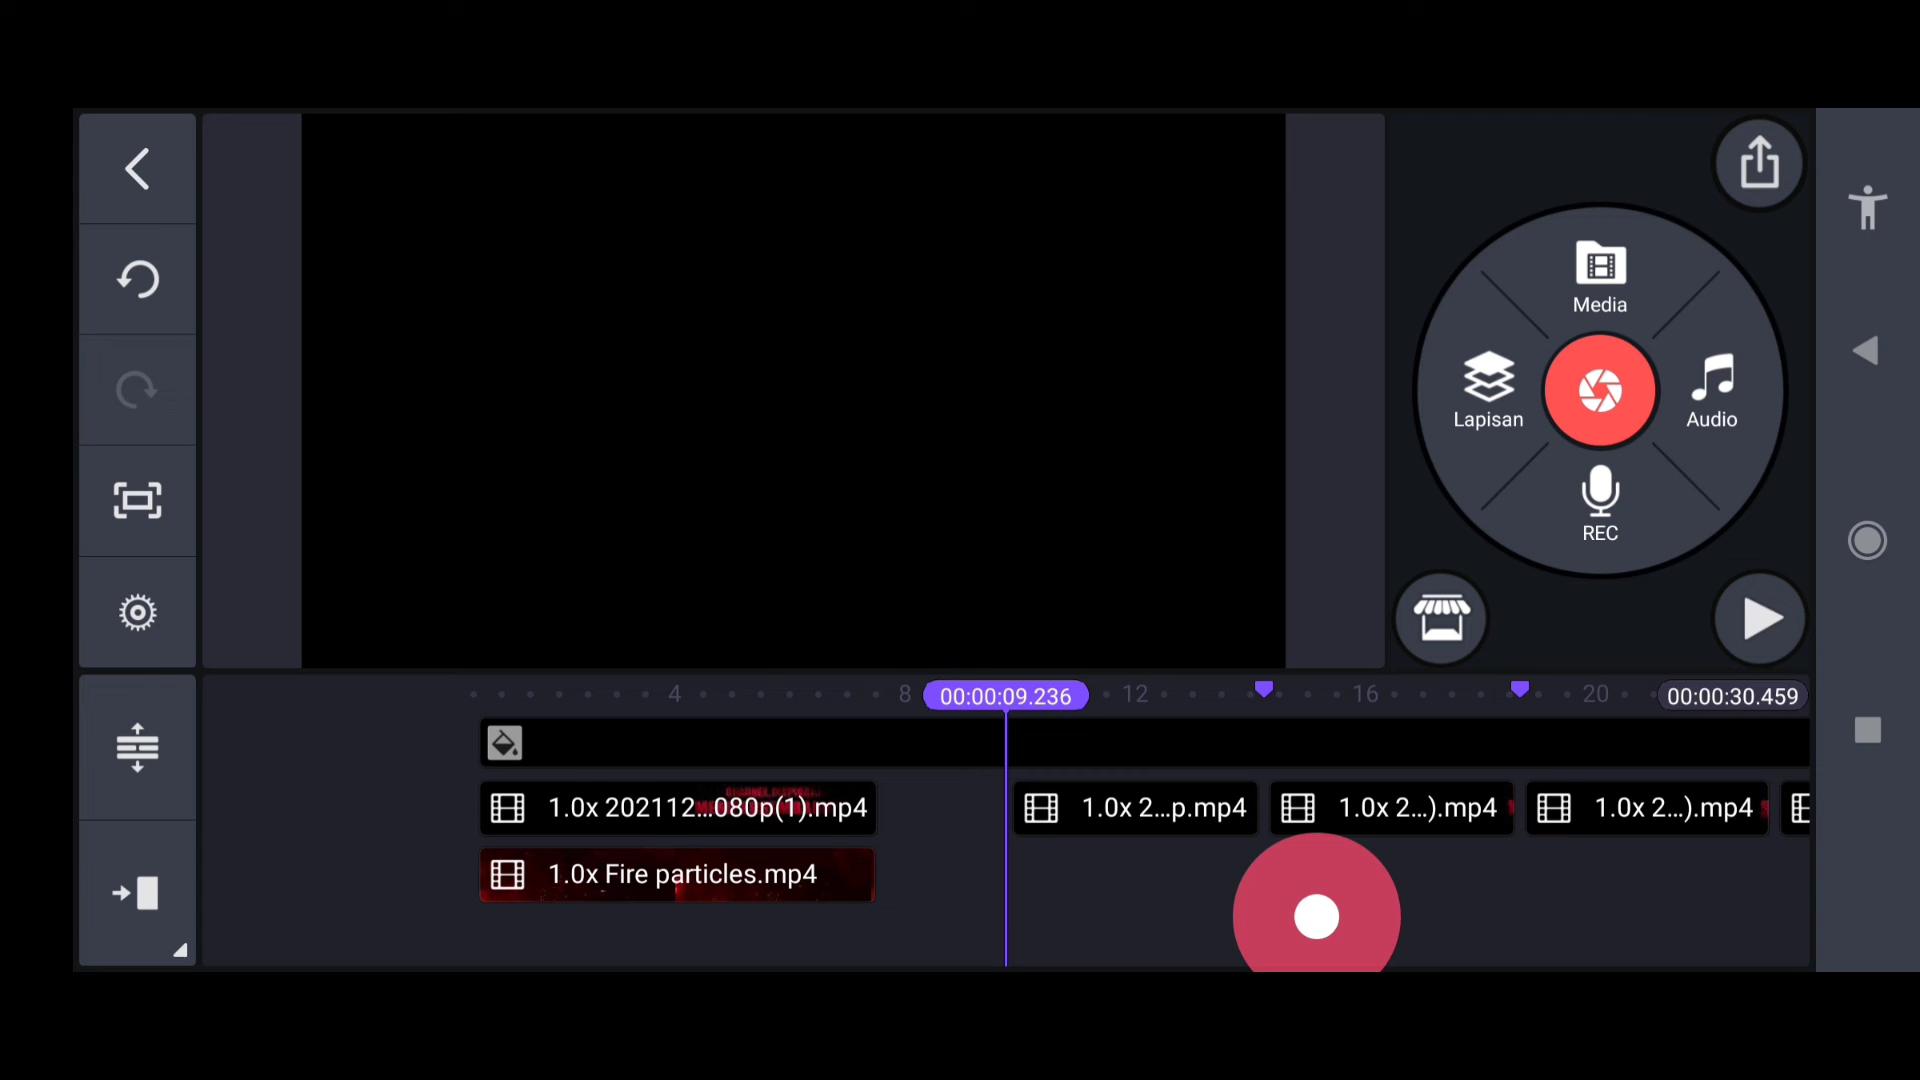 Media
Lapisan
Audio
REC
4
8
00:00:09.236
12
16
20
00:00:30.459
1.0x 202112...080p(1).mp4
1.0x 2...p.mp4
1.0x 2...).mp4
1.0x 2...).mp4
1.0x Fire particles.mp4